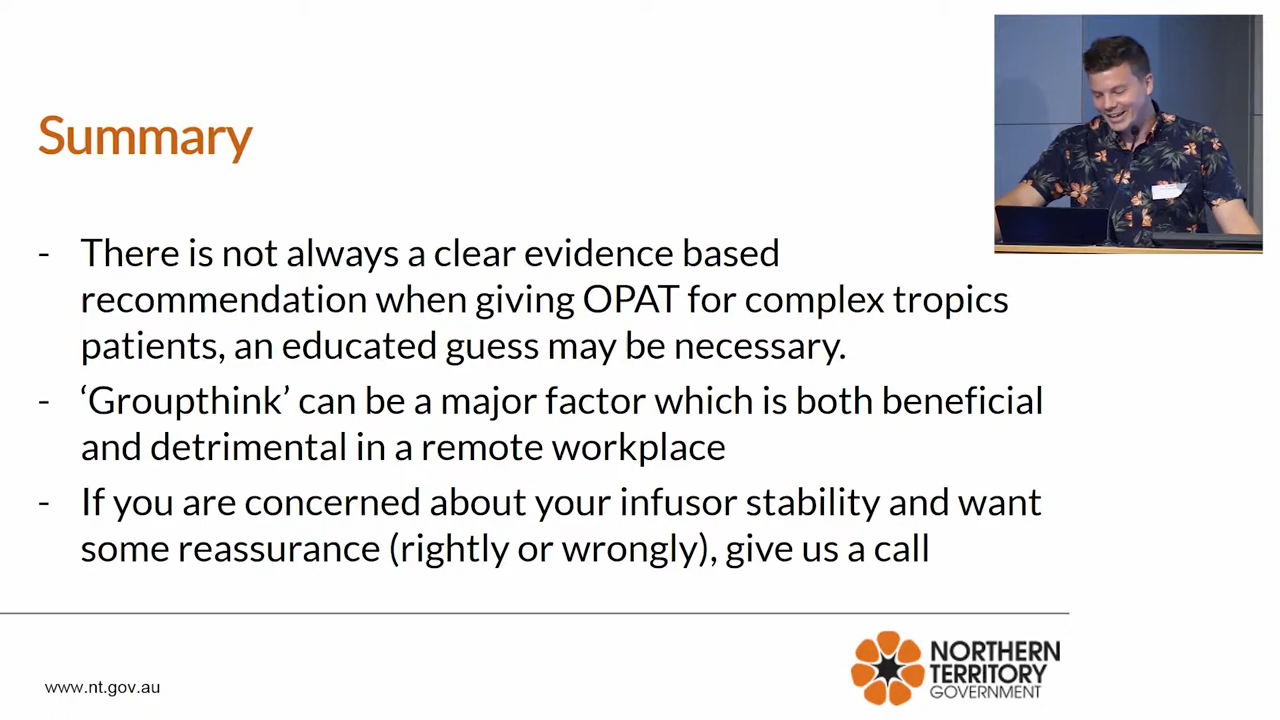 Summary
- There is not always a clear evidence based
recommendation when giving OPAT for complex tropics
patients, an educated guess may be necessary.
- ‘Groupthink’ can be a major factor which is both beneficial
and detrimental in a remote workplace
- If you are concerned about your infusor stability and want
some reassurance (rightly or wrongly), give us a call
www.nt.gov.au
NORTHERN
TERRITORY
GOVERNMENT